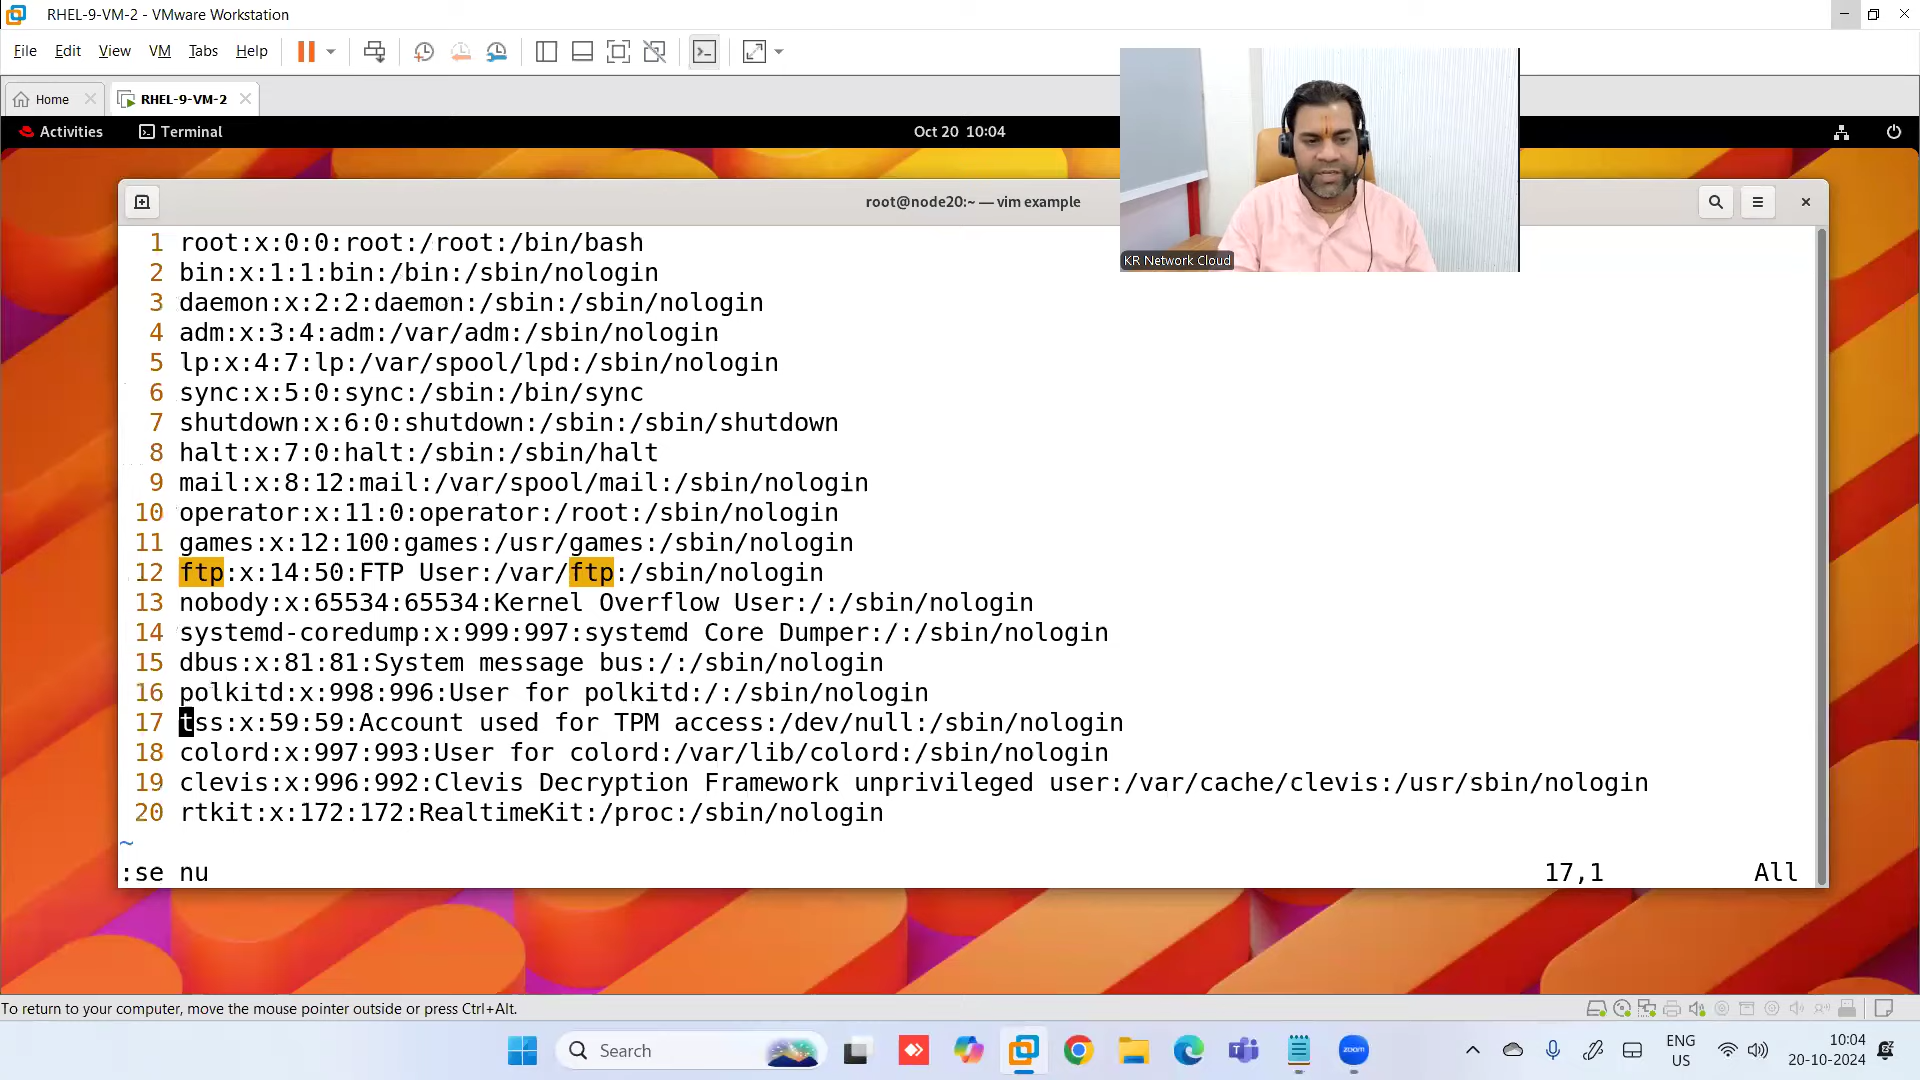 RHEL-9-VM-2 - VMware Workstation
File Edit View VM Tabs Help
Home RHEL-9-VM-2
Activities Terminal Oct 20 10:04
root@node20:~ — vim example
KR Network Cloud
1 root:x:0:0:root:/root:/bin/bash
2 bin:x:1:1:bin:/bin:/sbin/nologin
3 daemon:x:2:2:daemon:/sbin:/sbin/nologin
4 adm:x:3:4:adm:/var/adm:/sbin/nologin
5 lp:x:4:7:lp:/var/spool/lpd:/sbin/nologin
6 sync:x:5:0:sync:/sbin:/bin/sync
7 shutdown:x:6:0:shutdown:/sbin:/sbin/shutdown
8 halt:x:7:0:halt:/sbin:/sbin/halt
9 mail:x:8:12:mail:/var/spool/mail:/sbin/nologin
10 operator:x:11:0:operator:/root:/sbin/nologin
11 games:x:12:100:games:/usr/games:/sbin/nologin
12 ftp:x:14:50:FTP User:/var/ftp:/sbin/nologin
13 nobody:x:65534:65534:Kernel Overflow User:/:/sbin/nologin
14 systemd-coredump:x:999:997:systemd Core Dumper:/:/sbin/nologin
15 dbus:x:81:81:System message bus:/:/sbin/nologin
16 polkitd:x:998:996:User for polkitd:/:/sbin/nologin
17 tss:x:59:59:Account used for TPM access:/dev/null:/sbin/nologin
18 colord:x:997:993:User for colord:/var/lib/colord:/sbin/nologin
19 clevis:x:996:992:Clevis Decryption Framework unprivileged user:/var/cache/clevis:/usr/sbin/nologin
20 rtkit:x:172:172:RealtimeKit:/proc:/sbin/nologin
~
:se nu 17,1 All
To return to your computer, move the mouse pointer outside or press Ctrl+Alt.
Search zoom ENG US 10:04
20-10-2024